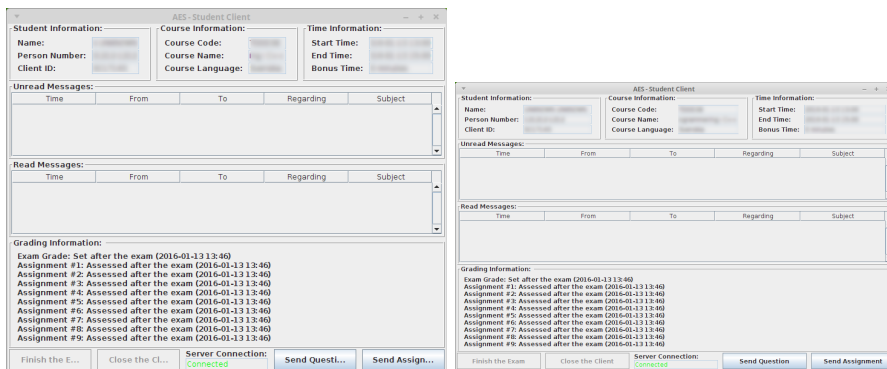 AES - Student Client
Student Information:
Course Information:
Time Information:
Name:
Course Code:
Start Time:
Person Number:
Course Name:
End Time:
Client ID:
Course Language:
Bonus Time:
Unread Messages:
Time From To Regarding Subject
Read Messages:
Time From To Regarding Subject
Grading Information:
Exam Grade: Set after the exam (2016-01-13 13:46)
Assignment #1: Assessed after the exam (2016-01-13 13:46)
Assignment #2: Assessed after the exam (2016-01-13 13:46)
Assignment #3: Assessed after the exam (2016-01-13 13:46)
Assignment #4: Assessed after the exam (2016-01-13 13:46)
Assignment #5: Assessed after the exam (2016-01-13 13:46)
Assignment #6: Assessed after the exam (2016-01-13 13:46)
Assignment #7: Assessed after the exam (2016-01-13 13:46)
Assignment #8: Assessed after the exam (2016-01-13 13:46)
Assignment #9: Assessed after the exam (2016-01-13 13:46)
Finish the E...
Close the Cl...
Server Connection:
Connected
Send Questi...
Send Assign...
AES - Student Client
Student Information:
Course Information:
Time Information:
Name:
Course Code:
Start Time:
Person Number:
Course Name:
End Time:
Client ID:
Course Language:
Bonus Time:
Unread Messages:
Time From To Regarding Subject
Read Messages:
Time From To Regarding Subject
Grading Information:
Exam Grade: Set after the exam (2016-01-13 13:46)
Assignment #1: Assessed after the exam (2016-01-13 13:46)
Assignment #2: Assessed after the exam (2016-01-13 13:46)
Assignment #3: Assessed after the exam (2016-01-13 13:46)
Assignment #4: Assessed after the exam (2016-01-13 13:46)
Assignment #5: Assessed after the exam (2016-01-13 13:46)
Assignment #6: Assessed after the exam (2016-01-13 13:46)
Assignment #7: Assessed after the exam (2016-01-13 13:46)
Assignment #8: Assessed after the exam (2016-01-13 13:46)
Assignment #9: Assessed after the exam (2016-01-13 13:46)
Finish the Exam
Close the Client
Server Connection:
Connected
Send Question
Send Assignment